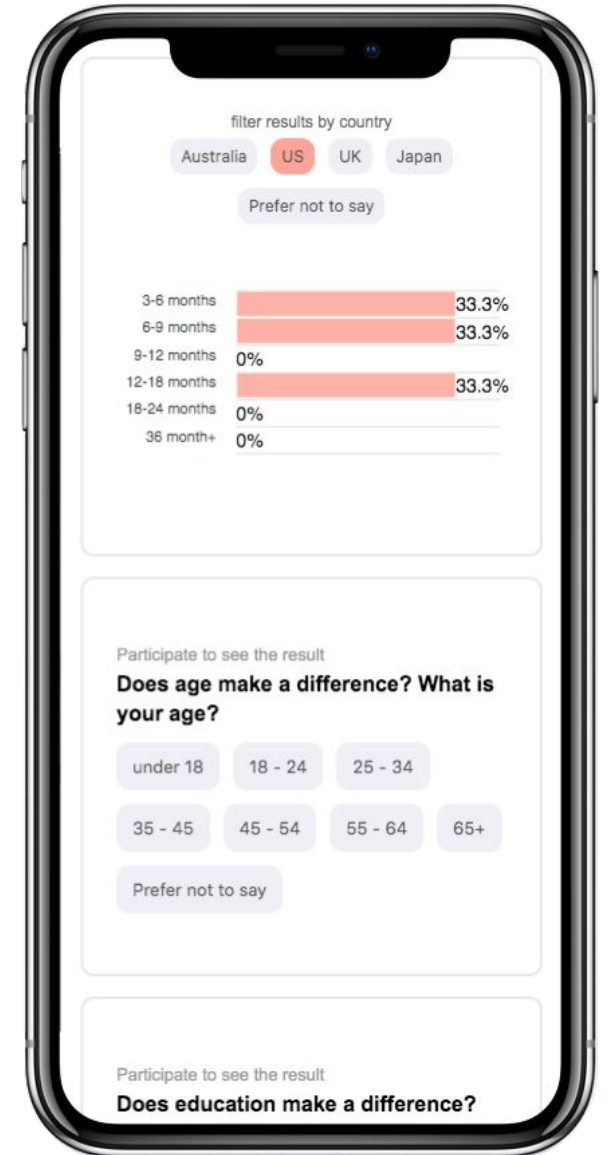 filter results by country
Australia US UK Japan
Prefer not to say
3-6 months 33.3%
6-9 months 33.3%
9-12 months 0%
12-18 months 33.3%
18-24 months 0%
36 month+ 0%
Participate to see the result
Does age make a difference? What is
your age?
under 18 18 - 24 25 - 34
35 - 45 45 - 54 55 - 64 65+
Prefer not to say
Participate to see the result
Does education make a difference?